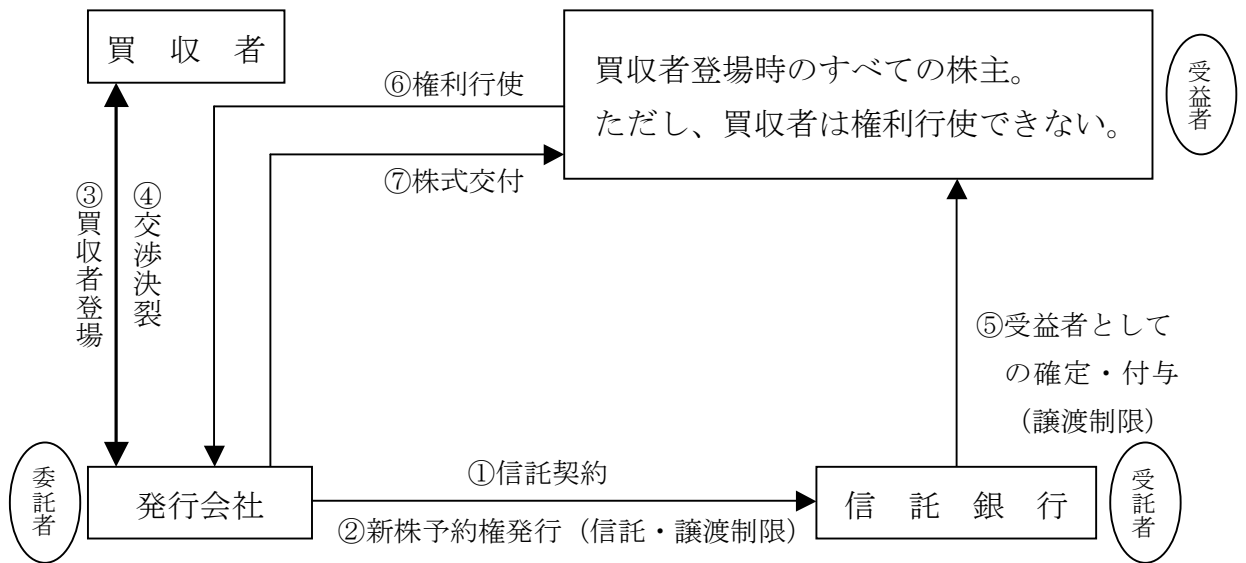 買収者
買収者登場時のすべての株主。
ただし、買収者は権利行使できない。
受益者
⑥権利行使
⑦株式交付
③買収者登場
④交渉決裂
⑤受益者として
の確定・付与
（譲渡制限）
委託者
発行会社
①信託契約
②新株予約権発行（信託・譲渡制限）
信託銀行
受託者